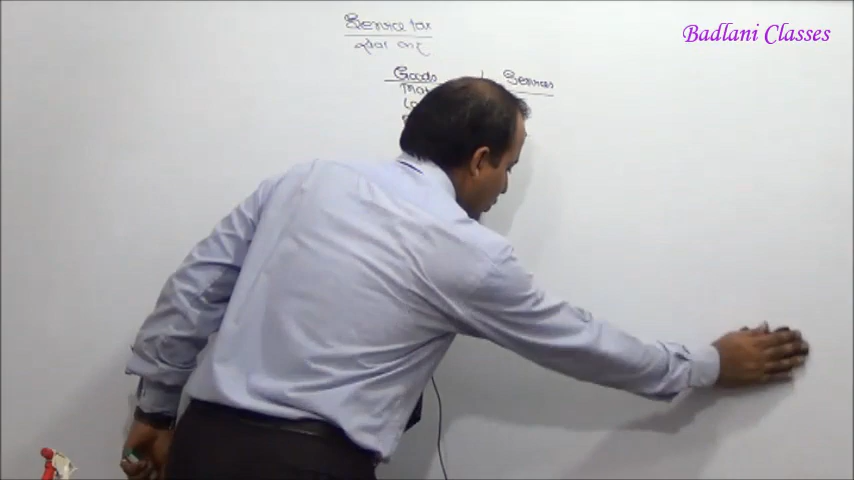 Badlani Classes
Service tax
सेवा कर
Goods Services